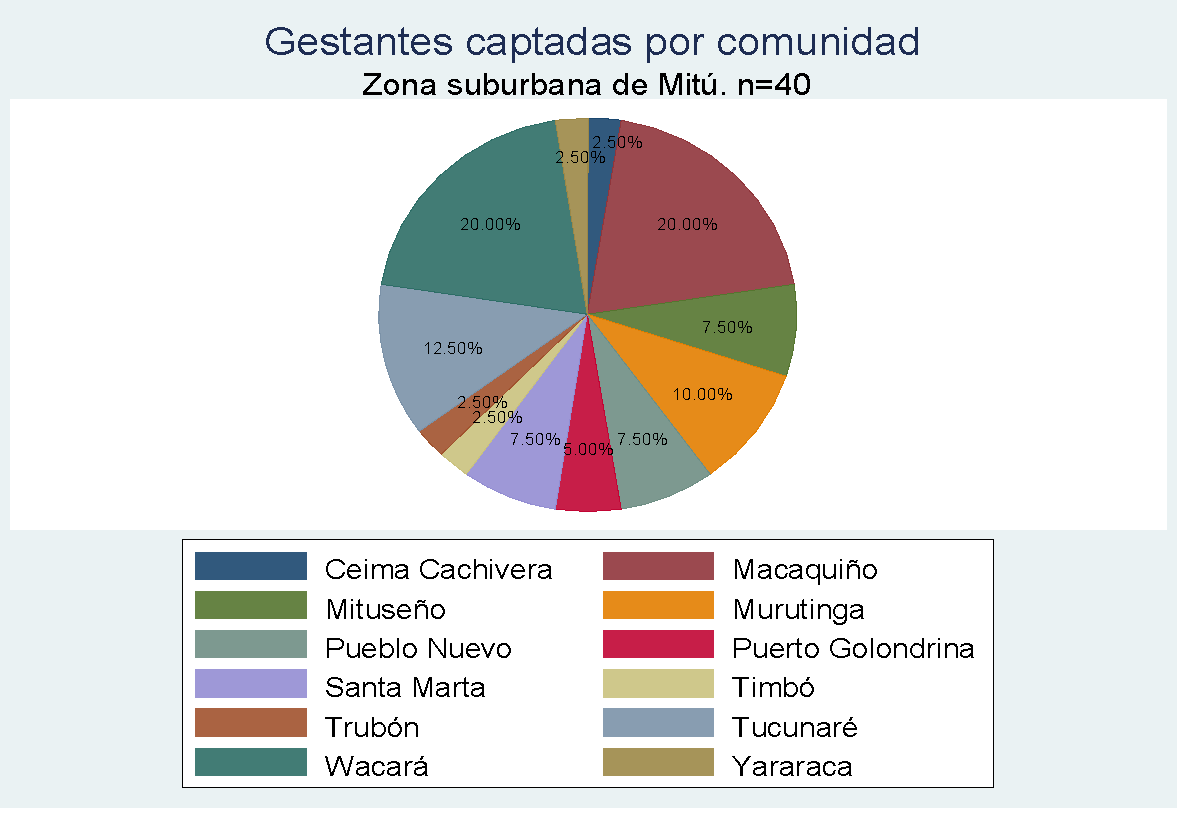 Gestantes captadas por comunidad
Zona suburbana de Mitú. n=40
2.50%
2.50%
20.00%
20.00%
7.50%
12.50%
10.00%
2.50%
2.50%
7.50%
7.50%
5.00%
Ceima Cachivera
Macaquiño
Mituseño
Murutinga
Pueblo Nuevo
Puerto Golondrina
Santa Marta
Timbó
Trubón
Tucunaré
Wacará
Yararaca